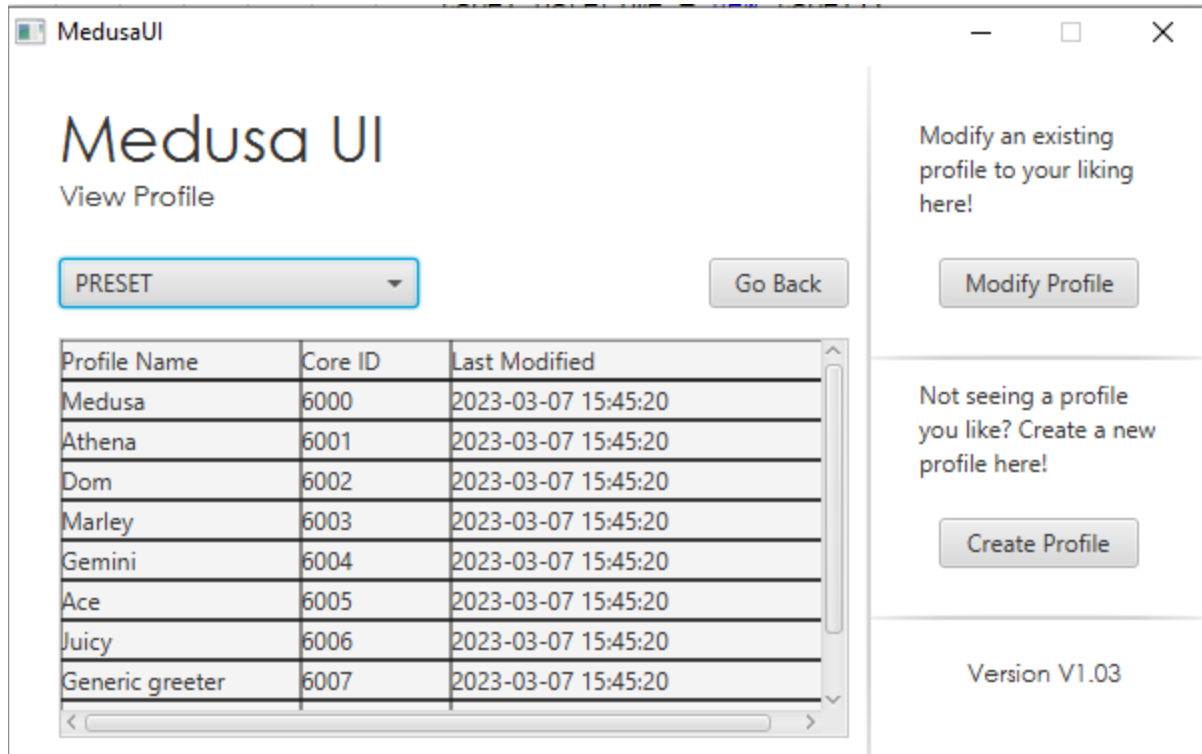 MedusaUI
Medusa UI
View Profile
PRESET
Go Back
Profile Name Core ID Last Modified
Medusa 6000 2023-03-07 15:45:20
Athena 6001 2023-03-07 15:45:20
Dom 6002 2023-03-07 15:45:20
Marley 6003 2023-03-07 15:45:20
Gemini 6004 2023-03-07 15:45:20
Ace 6005 2023-03-07 15:45:20
Juicy 6006 2023-03-07 15:45:20
Generic greeter 6007 2023-03-07 15:45:20
Modify an existing
profile to your liking
here!
Modify Profile
Not seeing a profile
you like? Create a new
profile here!
Create Profile
Version V1.03